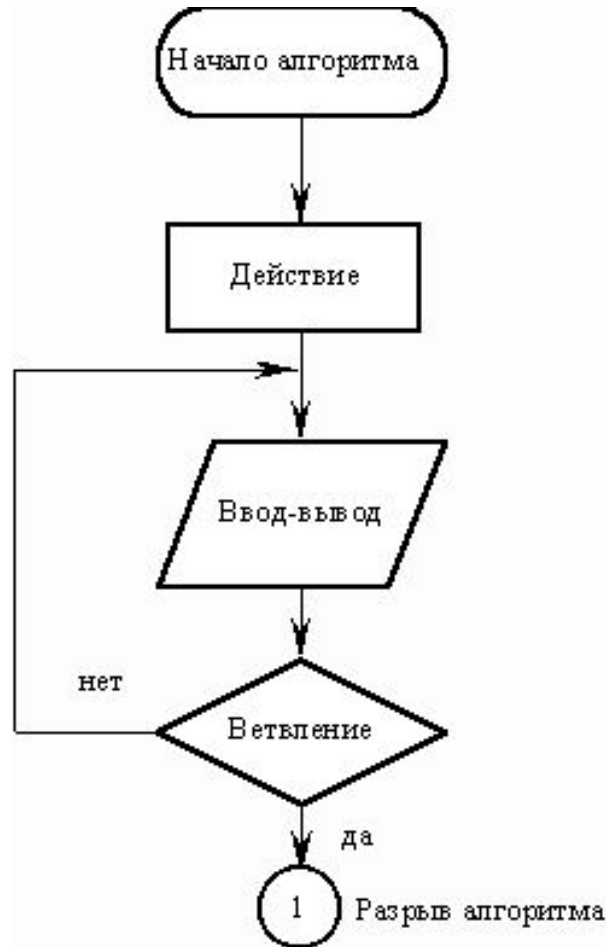 Начало алгоритма
Действие
Ввод-вывод
нет
Ветвление
да
1 Разрыв алгоритма